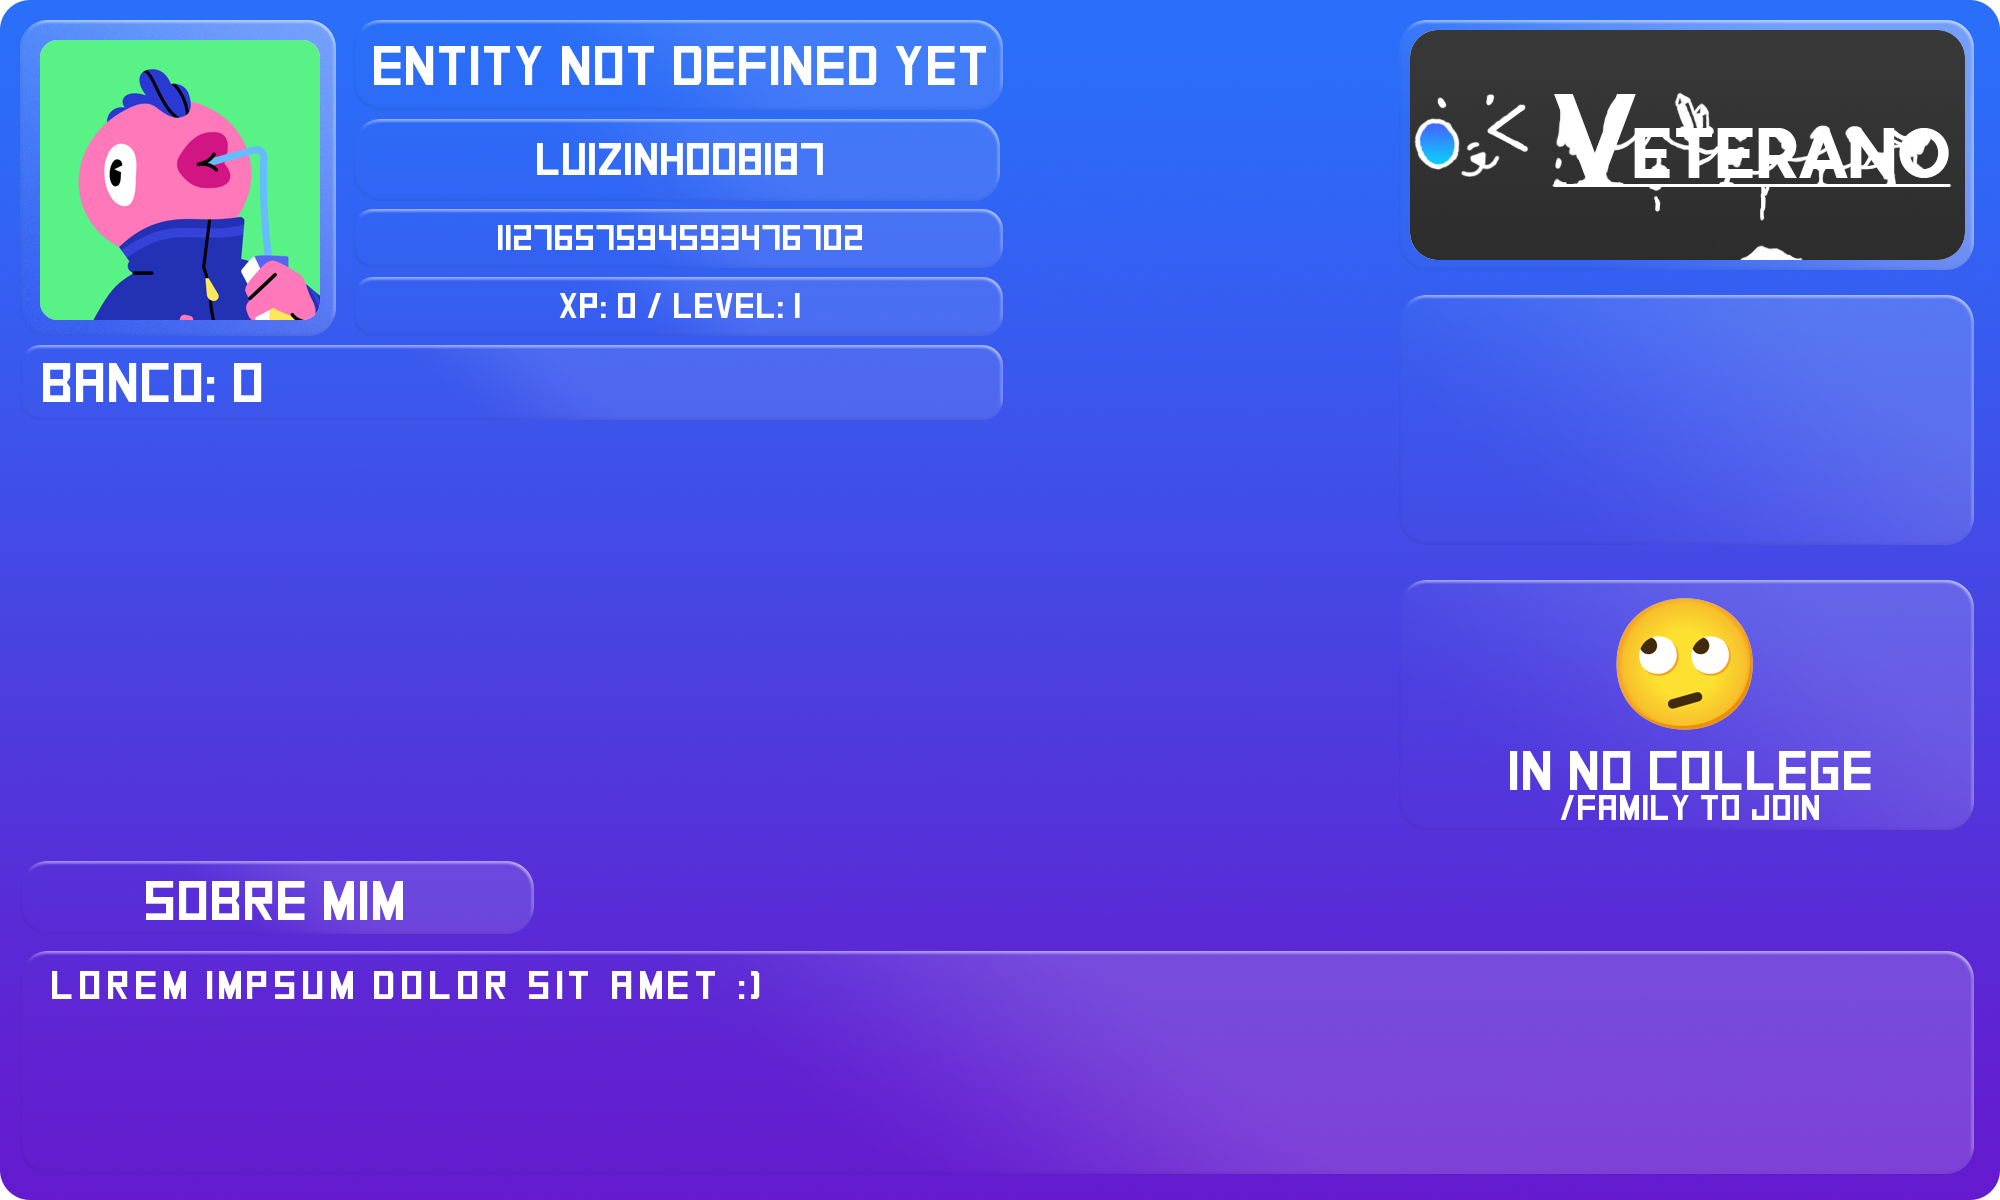 ENTITY NOT DEFINED YET
LUIZINHO08187
1127657594593476702
XP: 0 / LEVEL: 1
BANCO: 0
VETERANO
IN NO COLLEGE
/FAMILY TO JOIN
SOBRE MIM
LOREM IMPSUM DOLOR SIT AMET :)